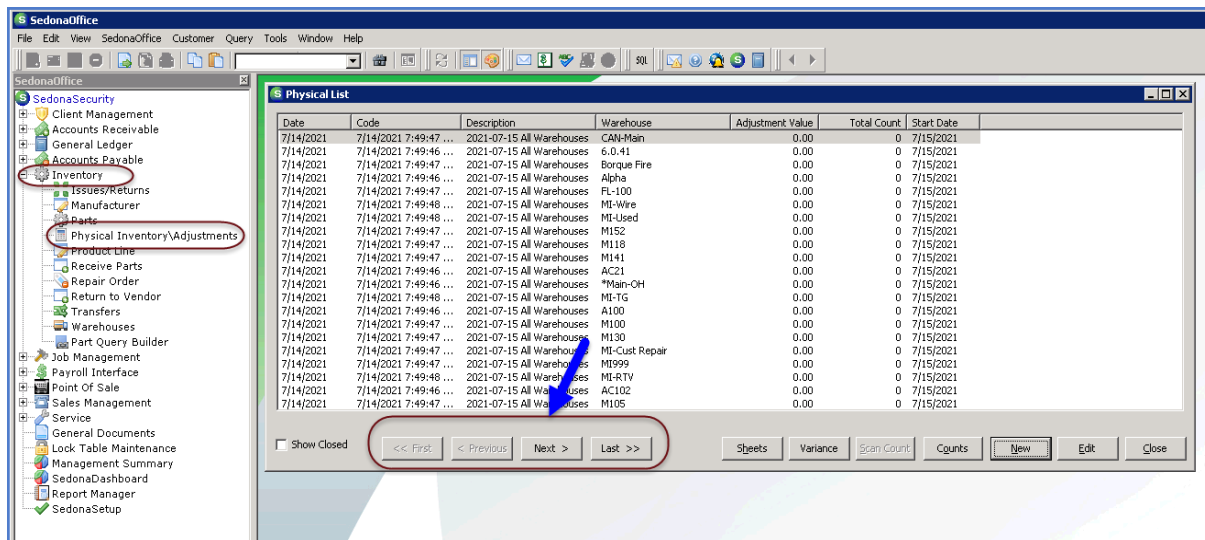 SedonaOffice
File Edit View SedonaOffice Customer Query Tools Window Help
SQL
SedonaOffice
SedonaSecurity
Client Management
Accounts Receivable
General Ledger
Accounts Payable
Inventory
Issues/Returns
Manufacturer
Parts
Physical Inventory\Adjustments
Product Line
Receive Parts
Repair Order
Return to Vendor
Transfers
Warehouses
Part Query Builder
Job Management
Payroll Interface
Point Of Sale
Sales Management
Service
General Documents
Lock Table Maintenance
Management Summary
SedonaDashboard
Report Manager
SedonaSetup
Physical List
Date Code Description Warehouse Adjustment Value Total Count Start Date
7/14/2021 7/14/2021 7:49:47 ... 2021-07-15 All Warehouses CAN-Main 0.00 0 7/15/2021
7/14/2021 7/14/2021 7:49:46 ... 2021-07-15 All Warehouses 6.0.41 0.00 0 7/15/2021
7/14/2021 7/14/2021 7:49:47 ... 2021-07-15 All Warehouses Borque Fire 0.00 0 7/15/2021
7/14/2021 7/14/2021 7:49:46 ... 2021-07-15 All Warehouses Alpha 0.00 0 7/15/2021
7/14/2021 7/14/2021 7:49:47 ... 2021-07-15 All Warehouses FL-100 0.00 0 7/15/2021
7/14/2021 7/14/2021 7:49:48 ... 2021-07-15 All Warehouses MI-Wire 0.00 0 7/15/2021
7/14/2021 7/14/2021 7:49:48 ... 2021-07-15 All Warehouses MI-Used 0.00 0 7/15/2021
7/14/2021 7/14/2021 7:49:47 ... 2021-07-15 All Warehouses M152 0.00 0 7/15/2021
7/14/2021 7/14/2021 7:49:47 ... 2021-07-15 All Warehouses M118 0.00 0 7/15/2021
7/14/2021 7/14/2021 7:49:47 ... 2021-07-15 All Warehouses M141 0.00 0 7/15/2021
7/14/2021 7/14/2021 7:49:46 ... 2021-07-15 All Warehouses AC21 0.00 0 7/15/2021
7/14/2021 7/14/2021 7:49:46 ... 2021-07-15 All Warehouses *Main-OH 0.00 0 7/15/2021
7/14/2021 7/14/2021 7:49:48 ... 2021-07-15 All Warehouses MI-TG 0.00 0 7/15/2021
7/14/2021 7/14/2021 7:49:46 ... 2021-07-15 All Warehouses A100 0.00 0 7/15/2021
7/14/2021 7/14/2021 7:49:47 ... 2021-07-15 All Warehouses M100 0.00 0 7/15/2021
7/14/2021 7/14/2021 7:49:47 ... 2021-07-15 All Warehouses M130 0.00 0 7/15/2021
7/14/2021 7/14/2021 7:49:47 ... 2021-07-15 All Warehouses MI-Cust Repair 0.00 0 7/15/2021
7/14/2021 7/14/2021 7:49:47 ... 2021-07-15 All Warehouses MI999 0.00 0 7/15/2021
7/14/2021 7/14/2021 7:49:48 ... 2021-07-15 All Warehouses MI-RTV 0.00 0 7/15/2021
7/14/2021 7/14/2021 7:49:46 ... 2021-07-15 All Warehouses AC102 0.00 0 7/15/2021
7/14/2021 7/14/2021 7:49:47 ... 2021-07-15 All Warehouses M105 0.00 0 7/15/2021
Show Closed << First < Previous Next > Last >> Sheets Variance Scan Count Counts New Edit Close